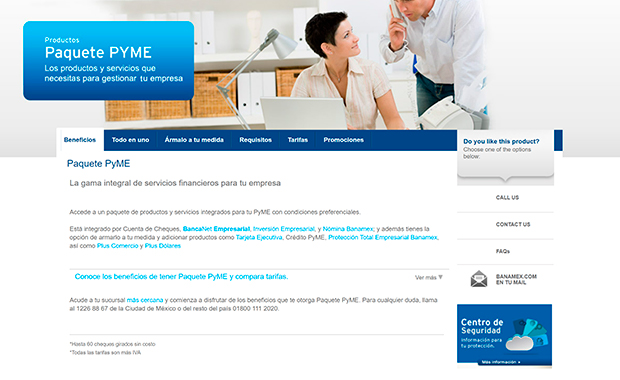 Productos
Paquete PYME
Los productos y servicios que
necesitas para gestionar tu empresa
Beneficios
Todo en uno
Ármalo a tu medida
Requisitos
Tarifas
Promociones
Do you like this product?
Choose one of the options
below:
Paquete PyME
La gama integral de servicios financieros para tu empresa
CALL US
Accede a un paquete de productos y servicios integrados para tu PyME con condiciones preferenciales.
CONTACT US
Está integrado por Cuenta de Cheques, BancaNet Empresarial, Inversión Empresarial, y Nómina Banamex; y además tienes la
opción de armarlo a tu medida y adicionar productos como Tarjeta Ejecutiva, Crédito PyME, Protección Total Empresarial Banamex,
así como Plus Comercio y Plus Dólares
FAQs
Conoce los beneficios de tener Paquete PyME y compara tarifas.
Ver más
BANAMEX.COM
EN TU MAIL
Acude a tu sucursal más cercana y comienza a disfrutar de los beneficios que te otorga Paquete PyME. Para cualquier duda, llama
al 1226 88 67 de la Ciudad de México o del resto del país 01800 111 2020.
Centro de
Seguridad
Información para
tu protección.
Más información
*Hasta 60 cheques girados sin costo
*Todas las tarifas son más IVA